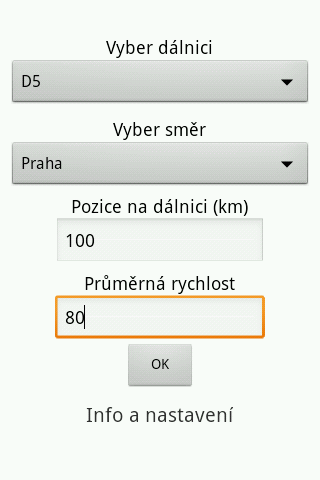 Vyber dálnici
D5
Vyber směr
Praha
Pozice na dálnici (km)
100
Průměrná rychlost
80
OK
Info a nastavení